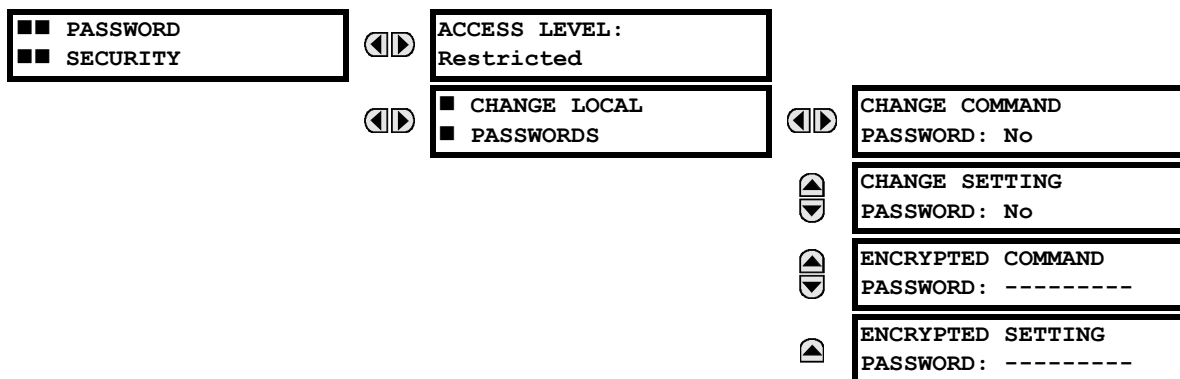 ■■ PASSWORD
■■ SECURITY
ACCESS LEVEL:
Restricted
■ CHANGE LOCAL
■ PASSWORDS
CHANGE COMMAND
PASSWORD: No
CHANGE SETTING
PASSWORD: No
ENCRYPTED COMMAND
PASSWORD: ---------
ENCRYPTED SETTING
PASSWORD: ---------